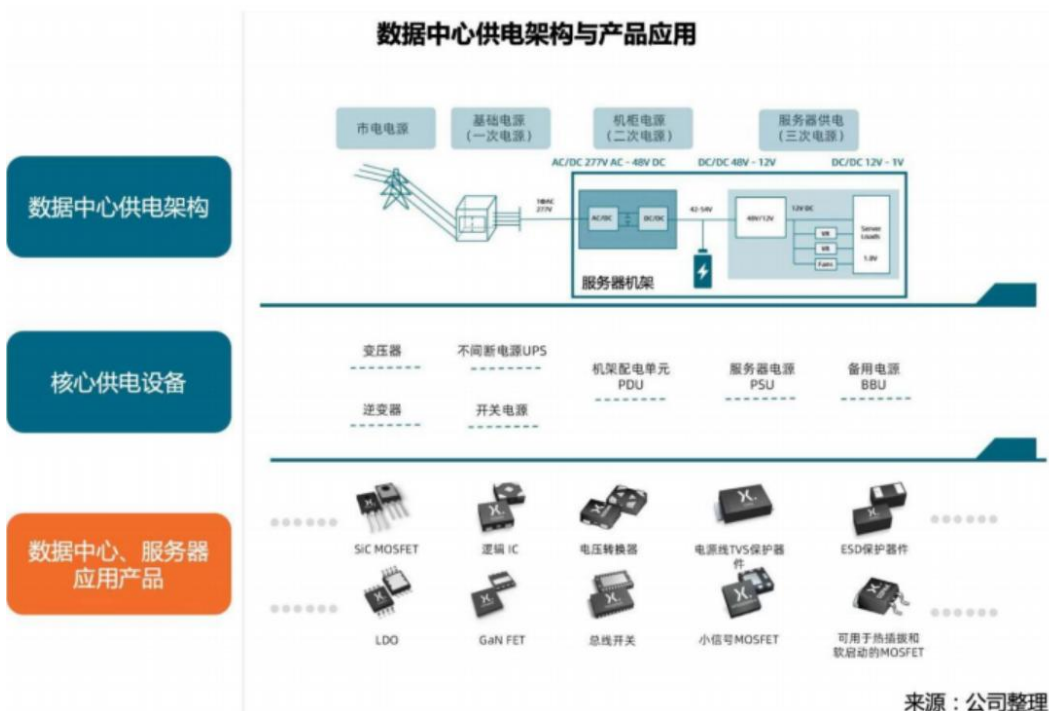 数据中心供电架构与产品应用
数据中心供电架构
市电电源
基础电源
(一次电源)
机柜电源
(二次电源)
服务器供电
(三次电源)
AC/DC 277V AC – 48V DC
DC/DC 48V – 12V
DC/DC 12V – 1V
1ΦAC
277V
AC/DC
DC/DC
42-54V
48V/12V
12V DC
VR
VR
Fans
Server
Loads
1.8V
服务器机架
核心供电设备
变压器
不间断电源UPS
机架配电单元
PDU
服务器电源
PSU
备用电源
BBU
逆变器
开关电源
数据中心、服务器
应用产品
SiC MOSFET
逻辑 IC
电压转换器
电源线TVS保护器
件
ESD保护器件
LDO
GaN FET
总线开关
小信号MOSFET
可用于热插拔和
软启动的MOSFET
来源：公司整理